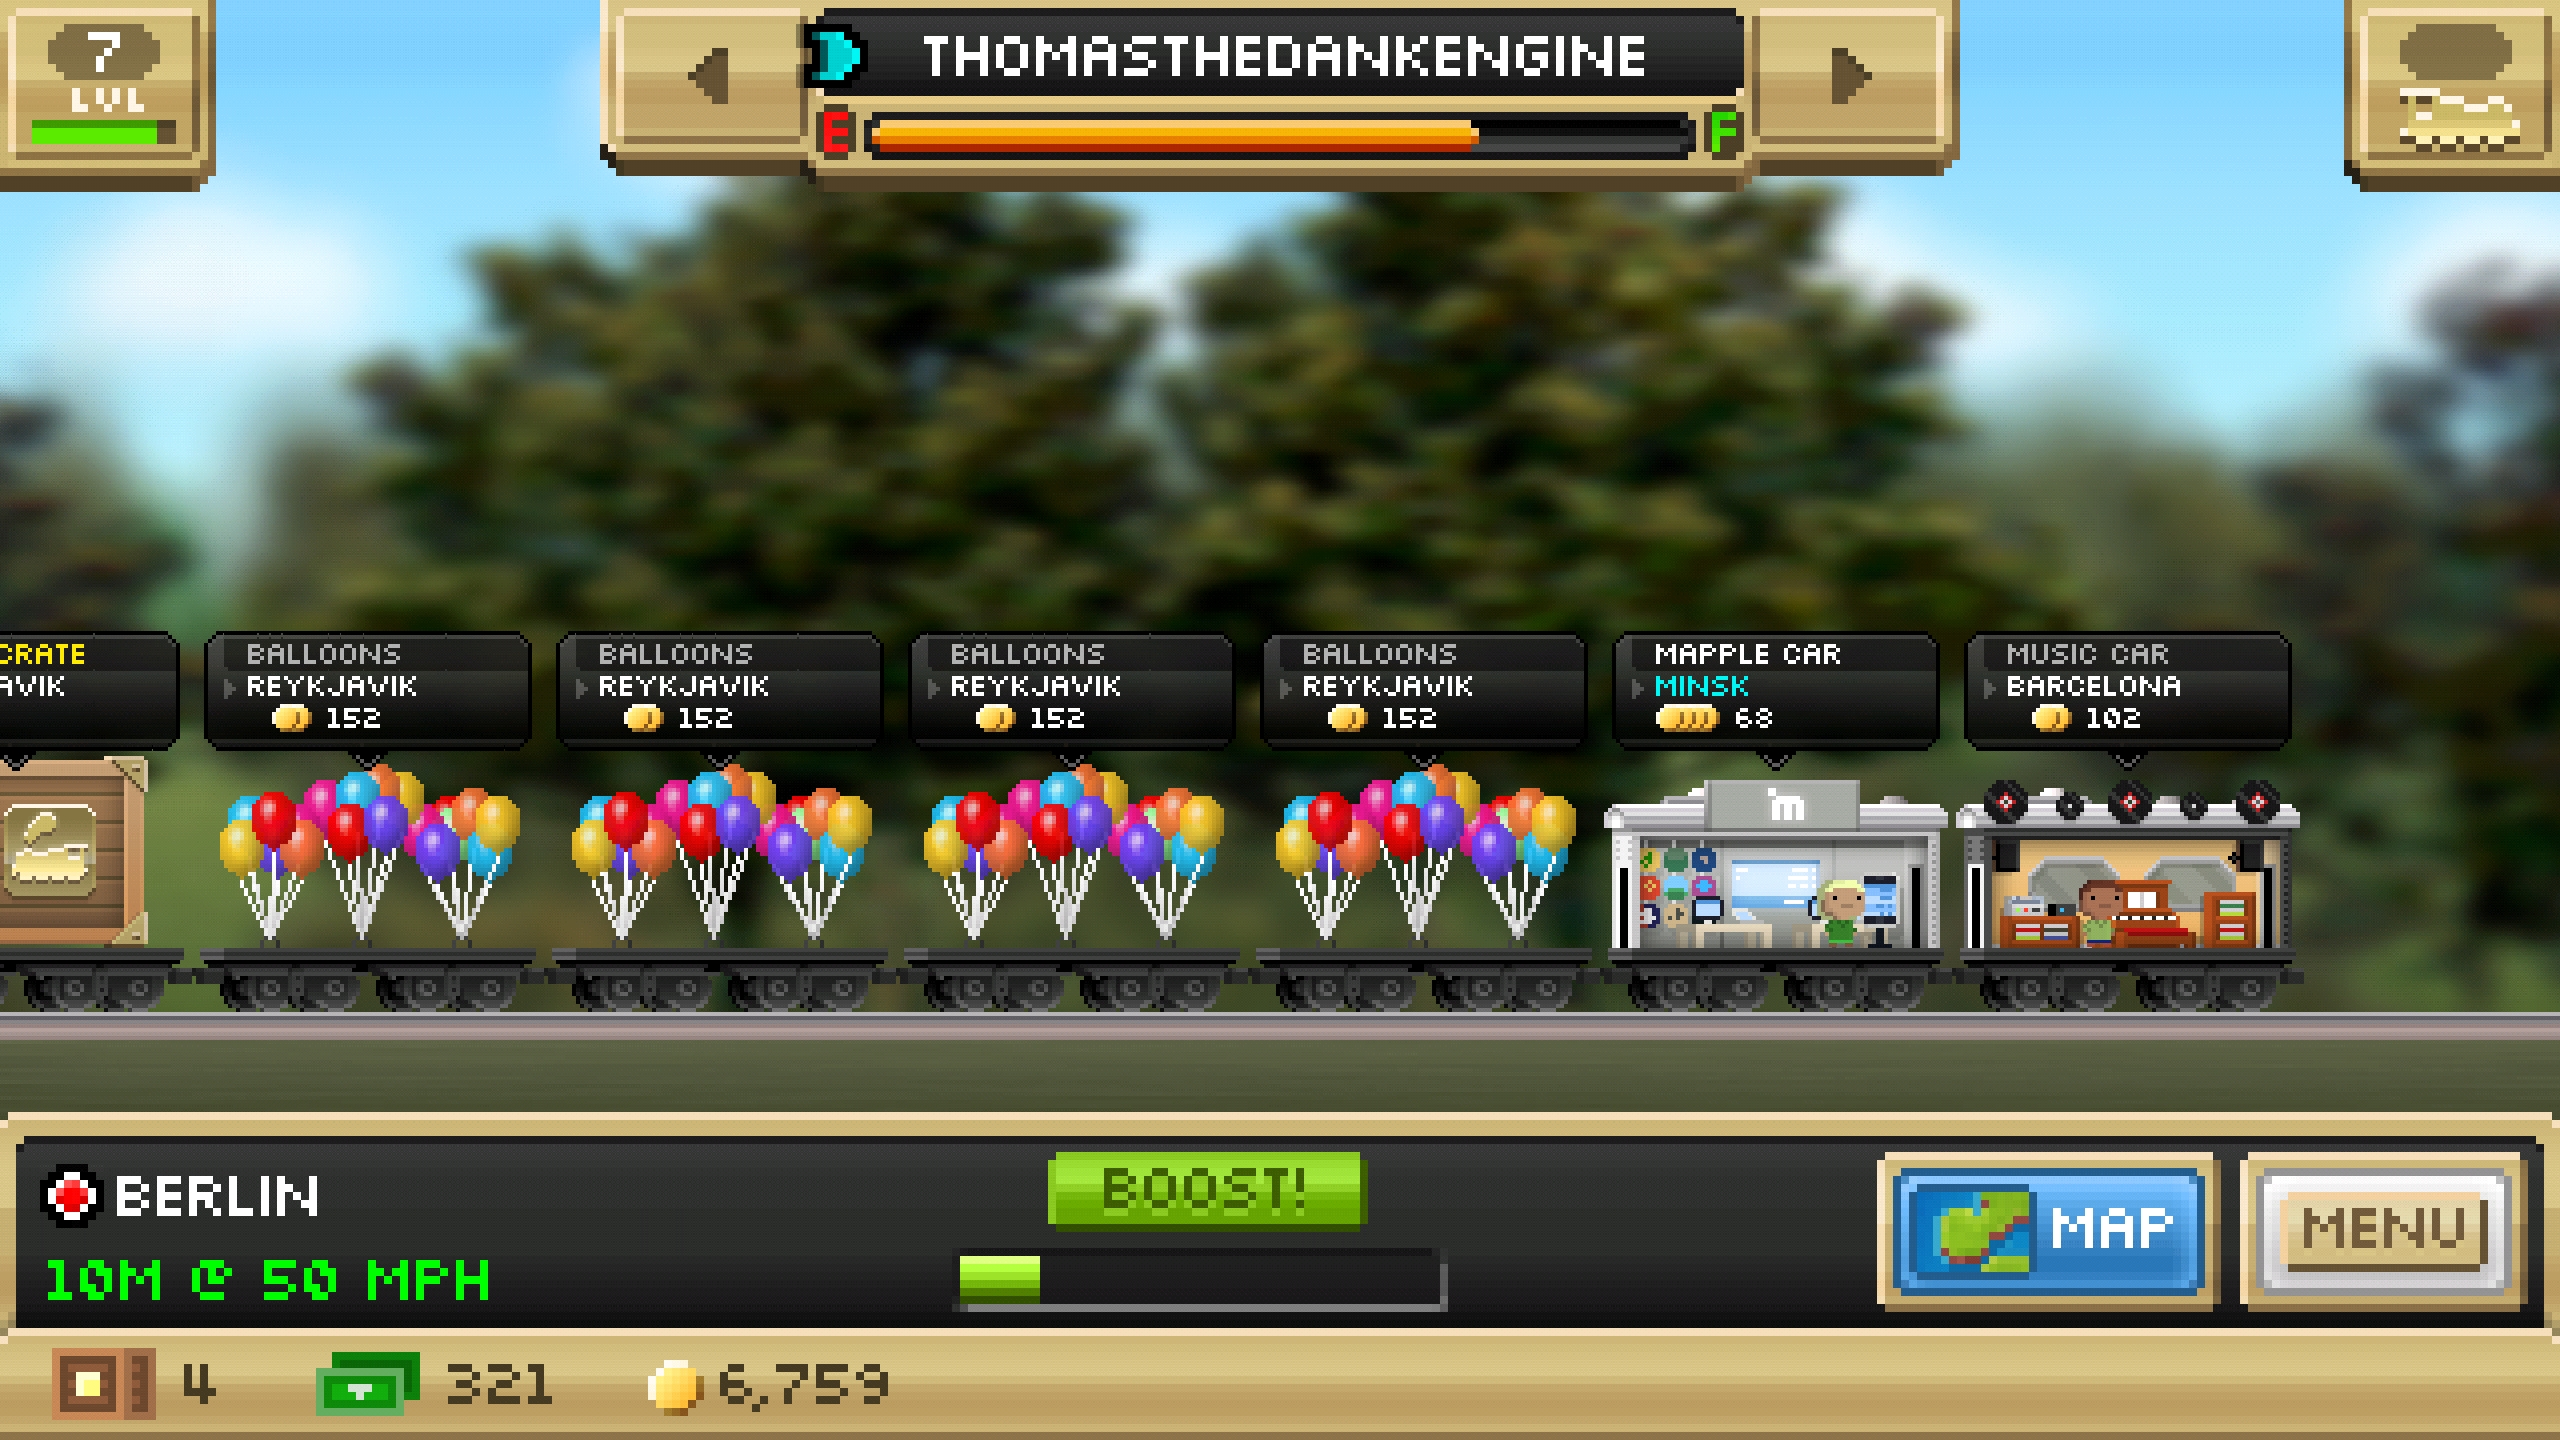 7
LVL
THOMASTHEDANKENGINE
E F
CRATE
AVIK
BALLOONS
REYKJAVIK
152
BALLOONS
REYKJAVIK
152
BALLOONS
REYKJAVIK
152
BALLOONS
REYKJAVIK
152
MAPPLE CAR
MINSK
68
MUSIC CAR
BARCELONA
102
m
BERLIN
10M @ 50 MPH
BOOST!
MAP
MENU
4 321 6,759